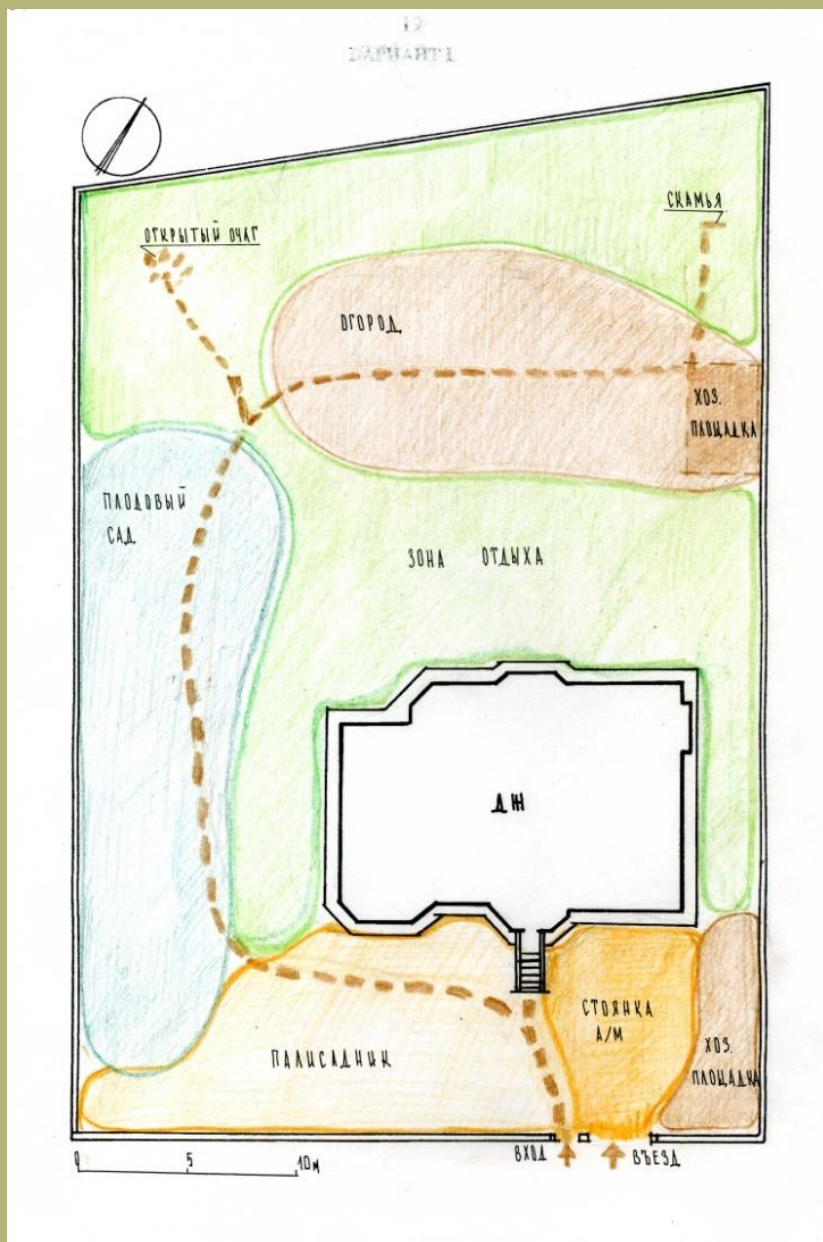 ВАРИАНТ 1
СКАМЬЯ
ОТКРЫТЫЙ ОЧАГ
ОГОРОД
ХОЗ.
ПЛОЩАДКА
ПЛОДОВЫЙ
САД
ЗОНА ОТДЫХА
ДЖ
СТОЯНКА
А/М
ПАЛИСАДНИК
ХОЗ.
ПЛОЩАДКА
0 5 10м
ВХОД
ВЪЕЗД